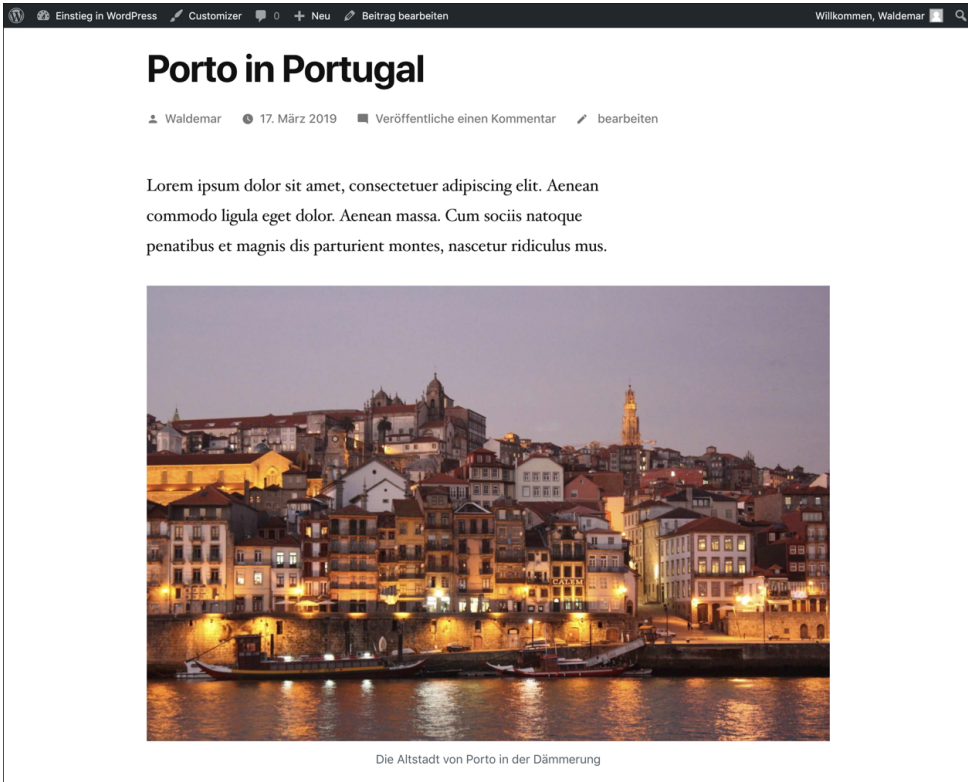 Einstieg in WordPress Customizer 0 Neu Beitrag bearbeiten Willkommen, Waldemar
Porto in Portugal
Waldemar 17. März 2019 Veröffentliche einen Kommentar bearbeiten
Lorem ipsum dolor sit amet, consectetuer adipiscing elit. Aenean
commodo ligula eget dolor. Aenean massa. Cum sociis natoque
penatibus et magnis dis parturient montes, nascetur ridiculus mus.
CALEM
Die Altstadt von Porto in der Dämmerung